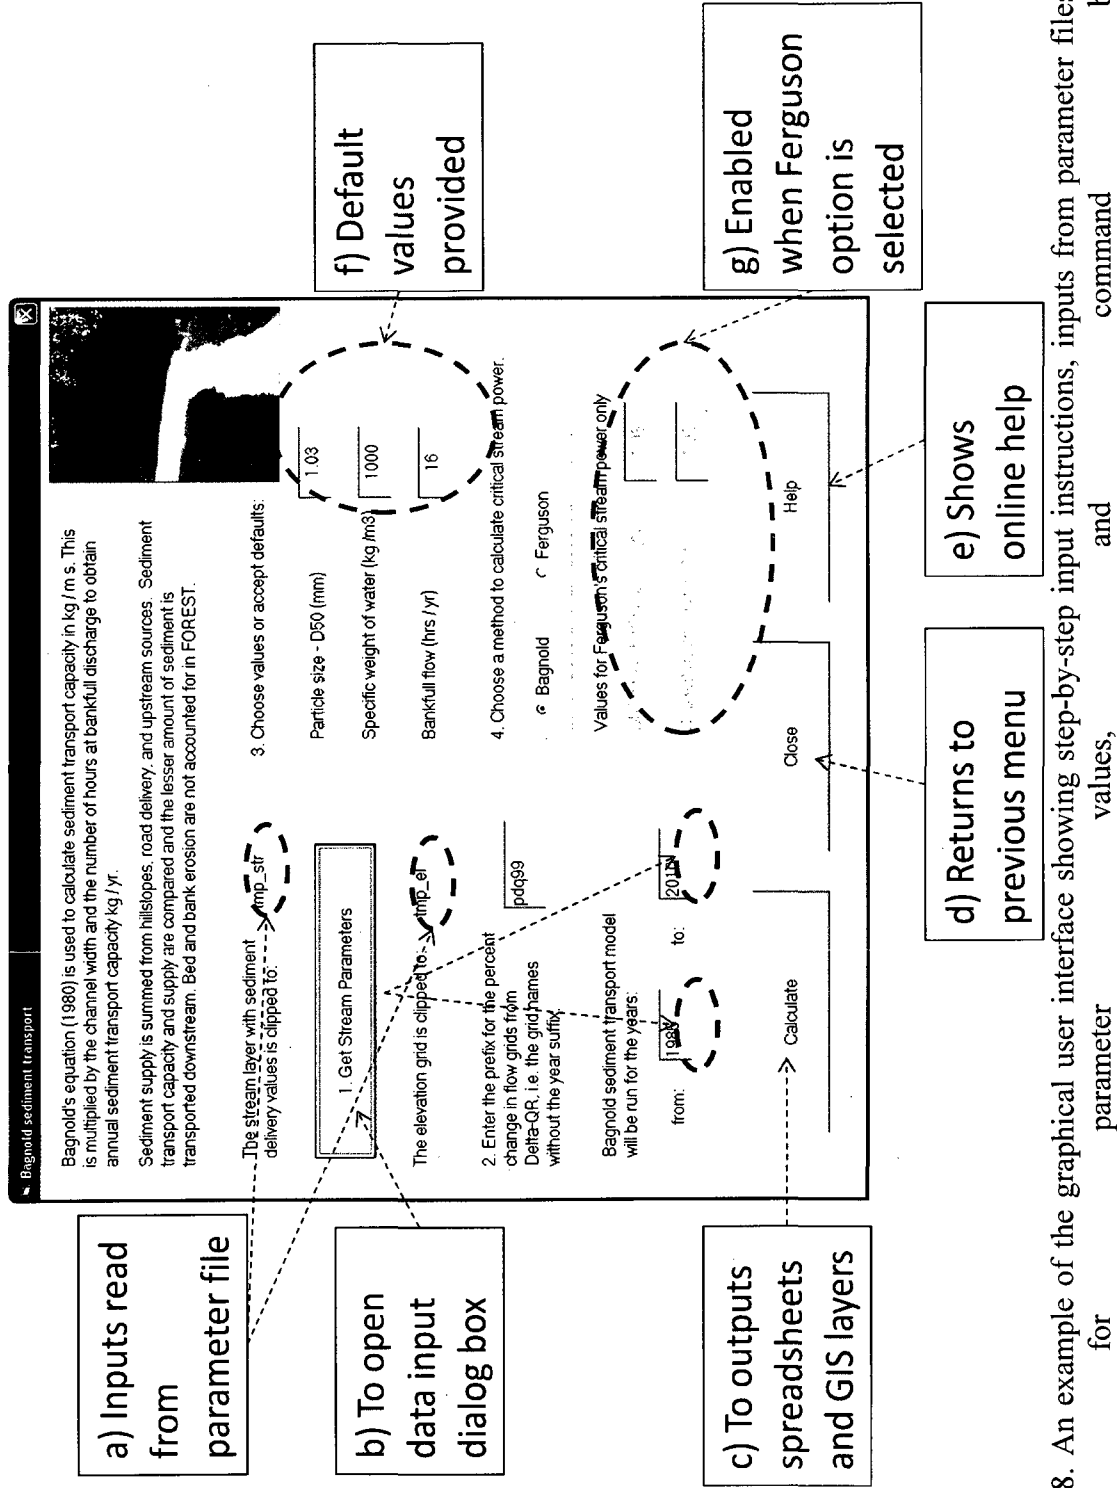 Bagnold sediment transport
Bagnold's equation (1980) is used to calculate sediment transport capacity in kg / m s. This
is multiplied by the channel width and the number of hours at bankfull discharge to obtain
annual sediment transport capacity kg / yr.
Sediment supply is summed from hillslopes, road delivery, and upstream sources. Sediment
transport capacity and supply are compared and the lesser amount of sediment is
transported downstream. Bed and bank erosion are not accounted for in FOREST.
The stream layer with sediment
delivery values is clipped to:
tmp_str
1. Get Stream Parameters
The elevation grid is clipped to:
tmp_el
2. Enter the prefix for the percent
change in flow grids from
Delta-QR, i.e. the grid names
without the year suffix
pdq99
Bagnold sediment transport model
will be run for the years:
from:
to:
3. Choose values or accept defaults:
Particle size - D50 (mm)
1.03
Specific weight of water (kg /m3)
1000
Bankfull flow (hrs / yr)
16
4. Choose a method to calculate critical stream power.
Bagnold
Ferguson
Values for Ferguson's critical stream power only
Calculate
Close
Help
a) Inputs read
from
parameter file
b) To open
data input
dialog box
c) To outputs
spreadsheets
and GIS layers
d) Returns to
previous menu
e) Shows
online help
f) Default
values
provided
g) Enabled
when Ferguson
option is
selected
8. An example of the graphical user interface showing step-by-step input instructions, inputs from parameter files
for parameter values, and command b